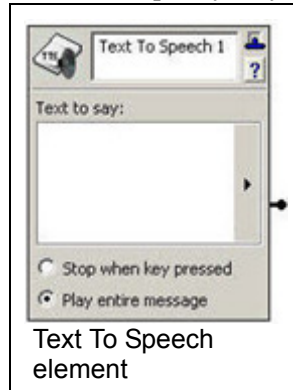 TTS
Text To Speech 1
?
Text to say:
Stop when key pressed
Play entire message
Text To Speech
element